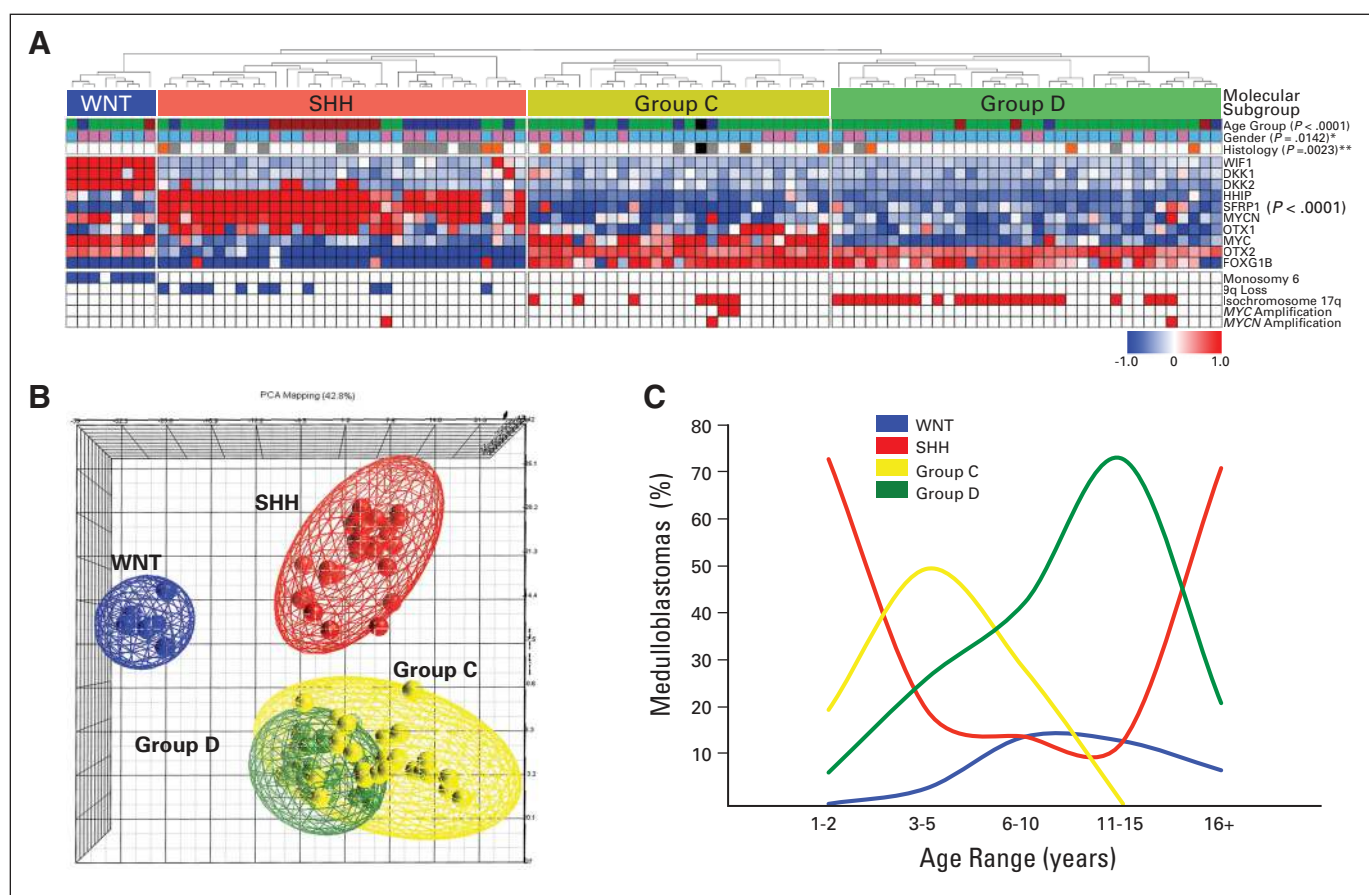 A
WNT
SHH
Group C
Group D
Molecular
Subgroup
Age Group (P < .0001)
Gender (P = .0142)*
Histology (P =.0023)**
WIF1
DKK1
DKK2
HHIP
SFRP1 (P < .0001)
MYCN
OTX1
MYC
OTX2
FOXG1B
Monosomy 6
9q Loss
Isochromosome 17q
MYC Amplification
MYCN Amplification
-1.0 0 1.0
B
PCA Mapping (42.8%)
SHH
WNT
Group C
Group D
C
WNT
SHH
Group C
Group D
80
70
60
50
40
30
20
10
Medulloblastomas (%)
1-2 3-5 6-10 11-15 16+
Age Range (years)